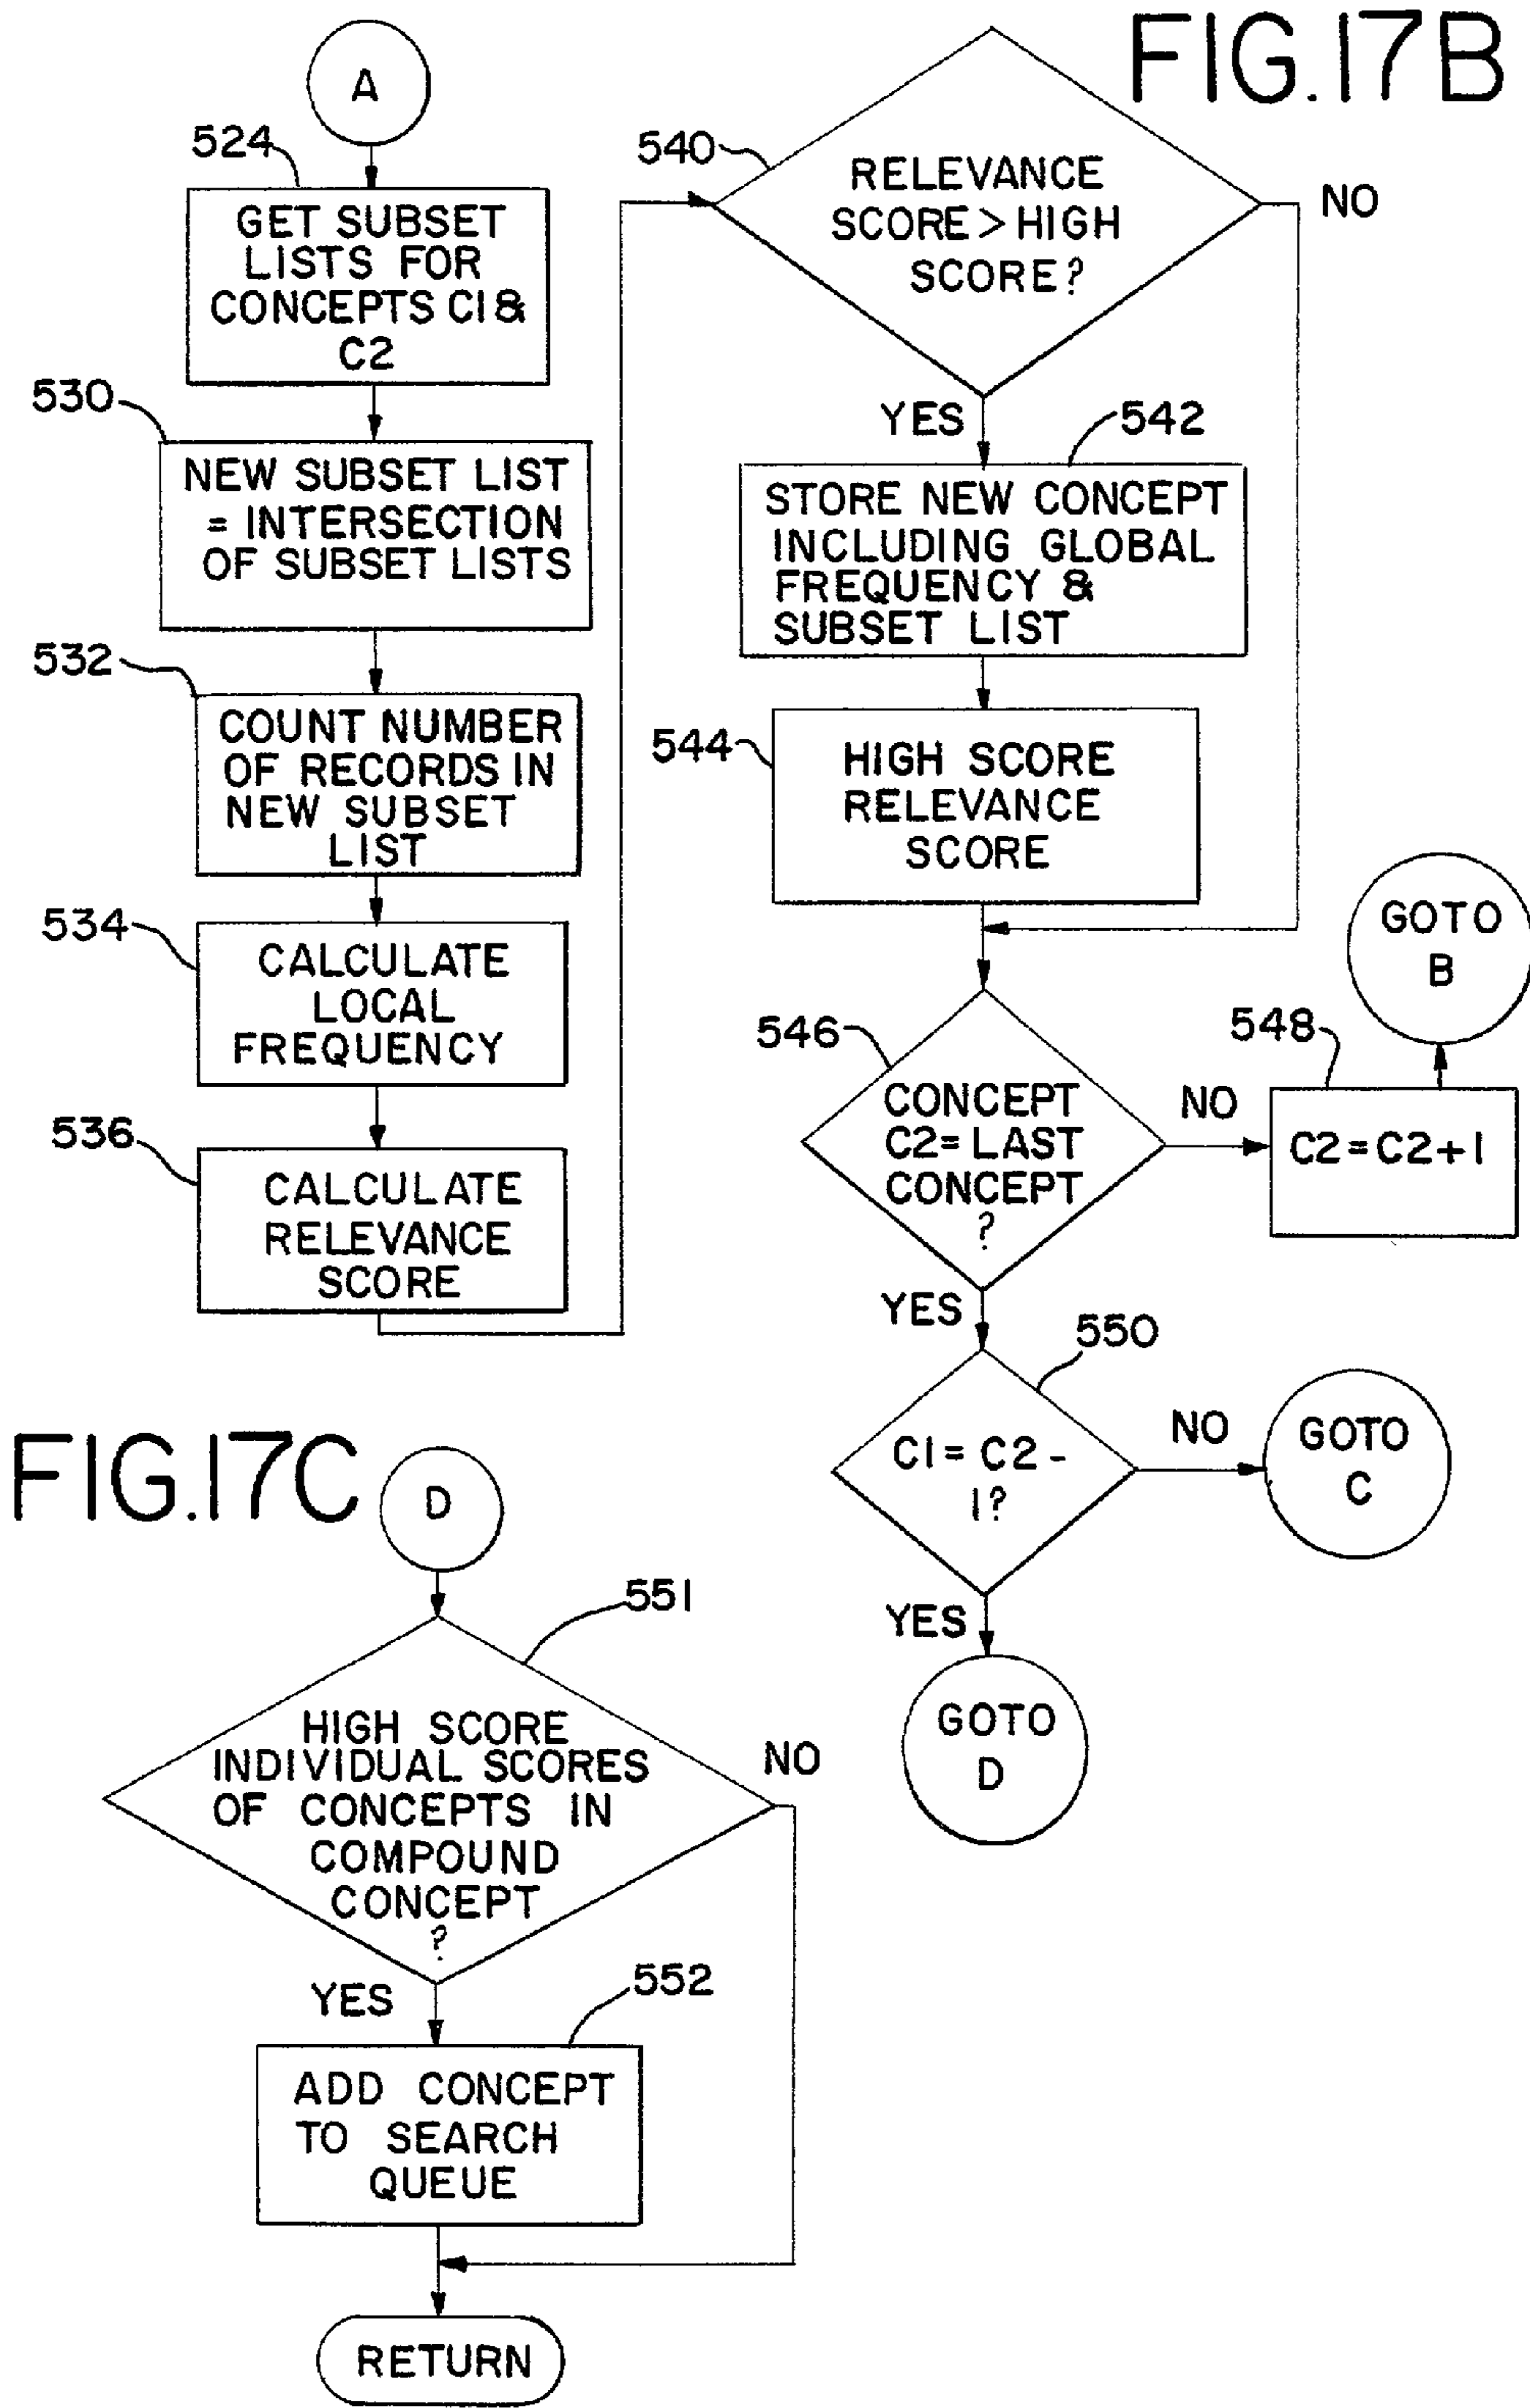 FIG.17B
A
524
GET SUBSET
LISTS FOR
CONCEPTS C1 &
C2
530
NEW SUBSET LIST
= INTERSECTION
OF SUBSET LISTS
532
COUNT NUMBER
OF RECORDS IN
NEW SUBSET
LIST
534
CALCULATE
LOCAL
FREQUENCY
536
CALCULATE
RELEVANCE
SCORE
540
RELEVANCE
SCORE > HIGH
SCORE?
NO
YES
542
STORE NEW CONCEPT
INCLUDING GLOBAL
FREQUENCY &
SUBSET LIST
544
HIGH SCORE
RELEVANCE
SCORE
546
CONCEPT
C2 = LAST
CONCEPT
?
NO
548
C2 = C2+1
GOTO
B
YES
550
C1 = C2 -
1?
NO
GOTO
C
YES
GOTO
D
FIG.17C
D
551
HIGH SCORE
INDIVIDUAL SCORES
OF CONCEPTS IN
COMPOUND
CONCEPT
?
NO
YES
552
ADD CONCEPT
TO SEARCH
QUEUE
RETURN